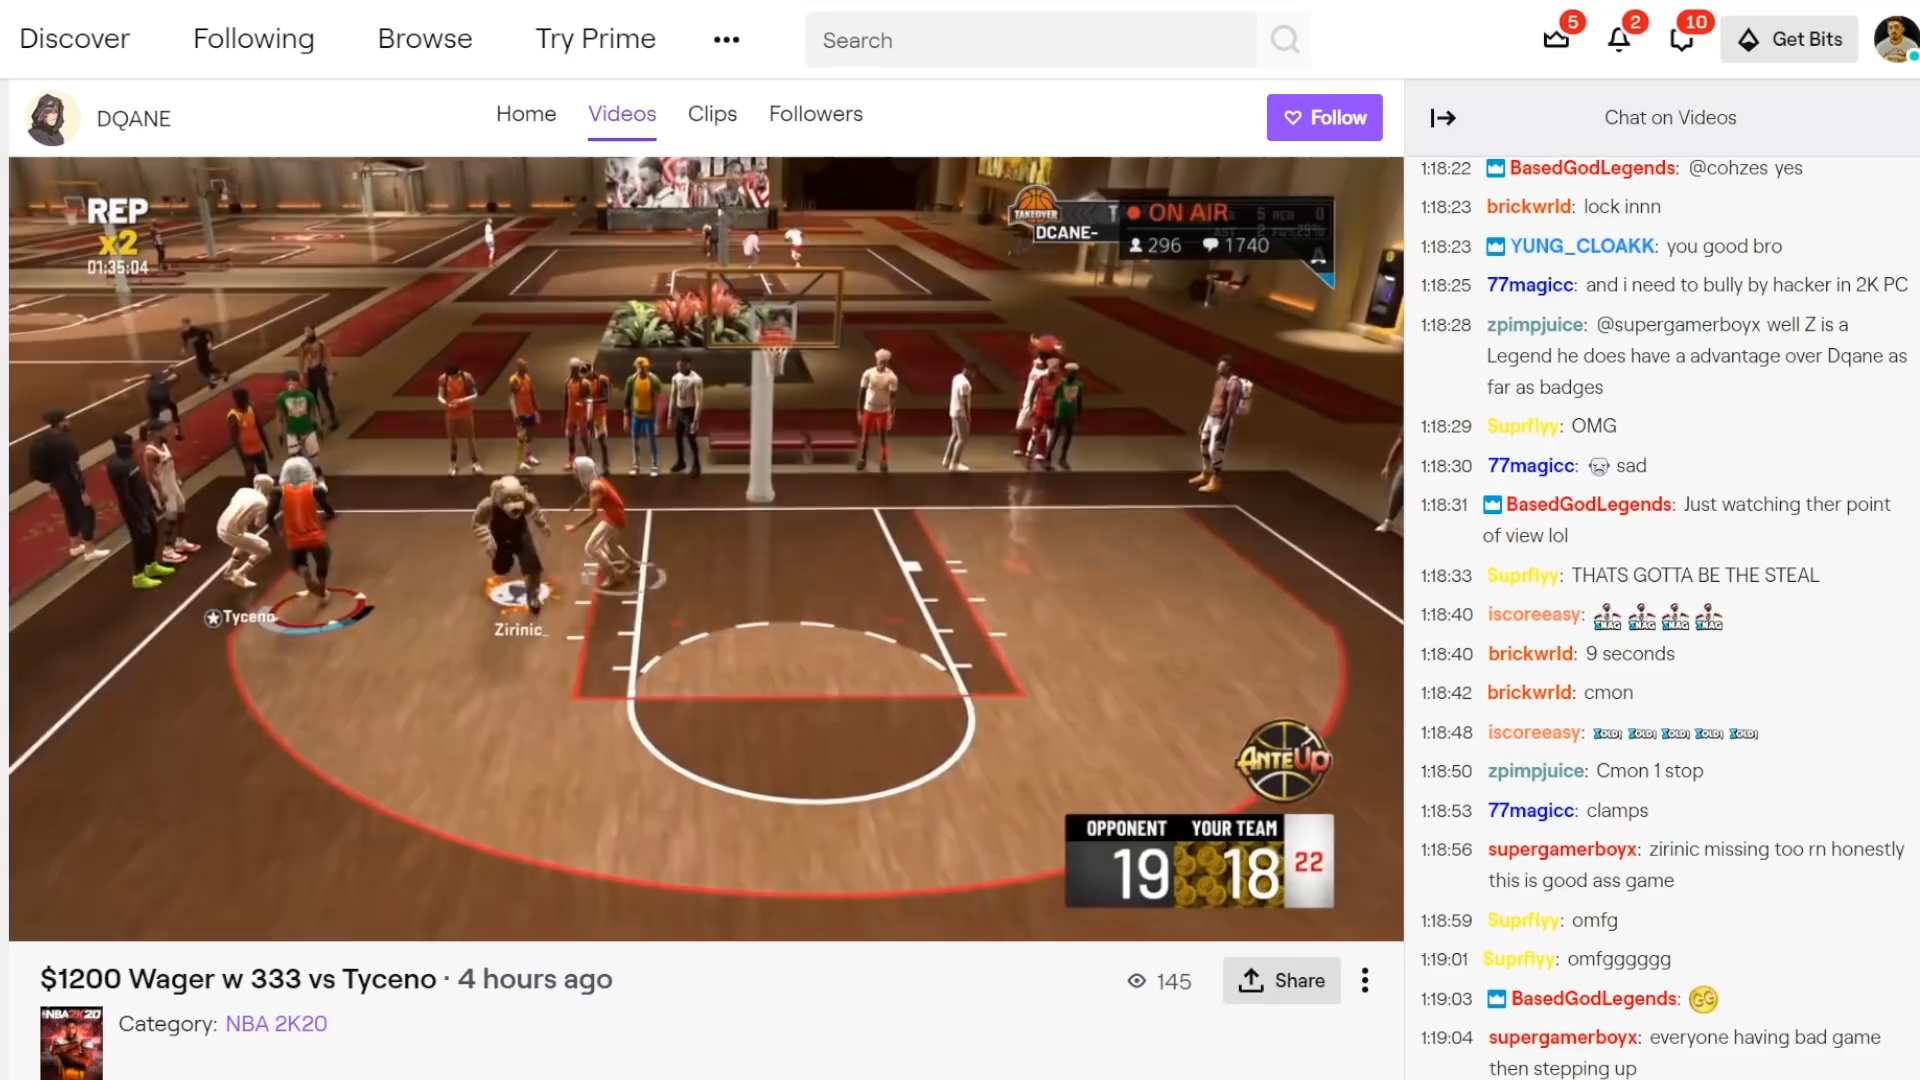 Discover Following Browse Try Prime Search 5 2 10 Get Bits
DQANE Home Videos Clips Followers Follow Chat on Videos
REP
x2
01:35:04
TAKEOVER
ON AIR
DCANE-
296 1740
Tyceno
Zirinic_
ANTE UP
OPPONENT YOUR TEAM
19 18 22
$1200 Wager w 333 vs Tyceno · 4 hours ago
145 Share
NBA 2K20
Category: NBA 2K20
1:18:22 BasedGodLegends: @cohzes yes
1:18:23 brickwrld: lock innn
1:18:23 YUNG_CLOAKK: you good bro
1:18:25 77magicc: and i need to bully by hacker in 2K PC
1:18:28 zpimpjuice: @supergamerboyx well Z is a
Legend he does have a advantage over Dqane as
far as badges
1:18:29 Suprflyy: OMG
1:18:30 77magicc: sad
1:18:31 BasedGodLegends: Just watching ther point
of view lol
1:18:33 Suprflyy: THATS GOTTA BE THE STEAL
1:18:40 iscoreeasy:
1:18:40 brickwrld: 9 seconds
1:18:42 brickwrld: cmon
1:18:48 iscoreeasy:
1:18:50 zpimpjuice: Cmon 1 stop
1:18:53 77magicc: clamps
1:18:56 supergamerboyx: zirinic missing too rn honestly
this is good ass game
1:18:59 Suprflyy: omfg
1:19:01 Suprflyy: omfgggggg
1:19:03 BasedGodLegends: GG
1:19:04 supergamerboyx: everyone having bad game
then stepping up